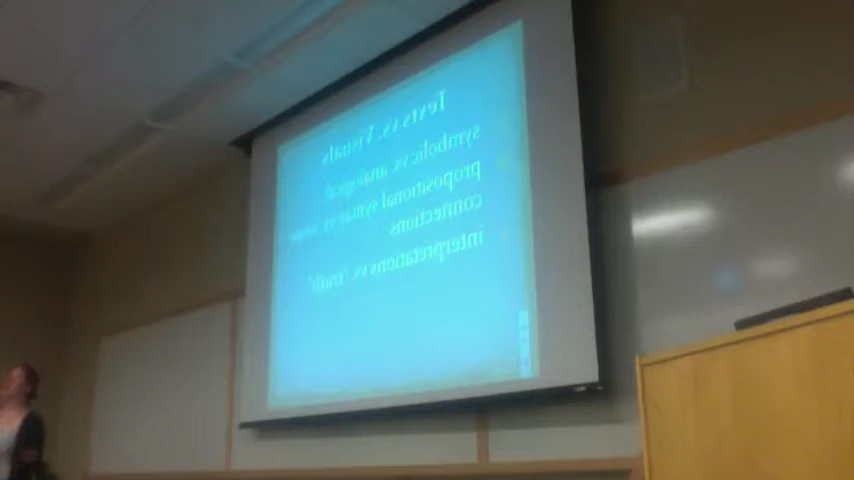 Texts vs. Visuals
symbolic vs. analogical
propositional syntax vs.
connections
interpretations vs. "truth"